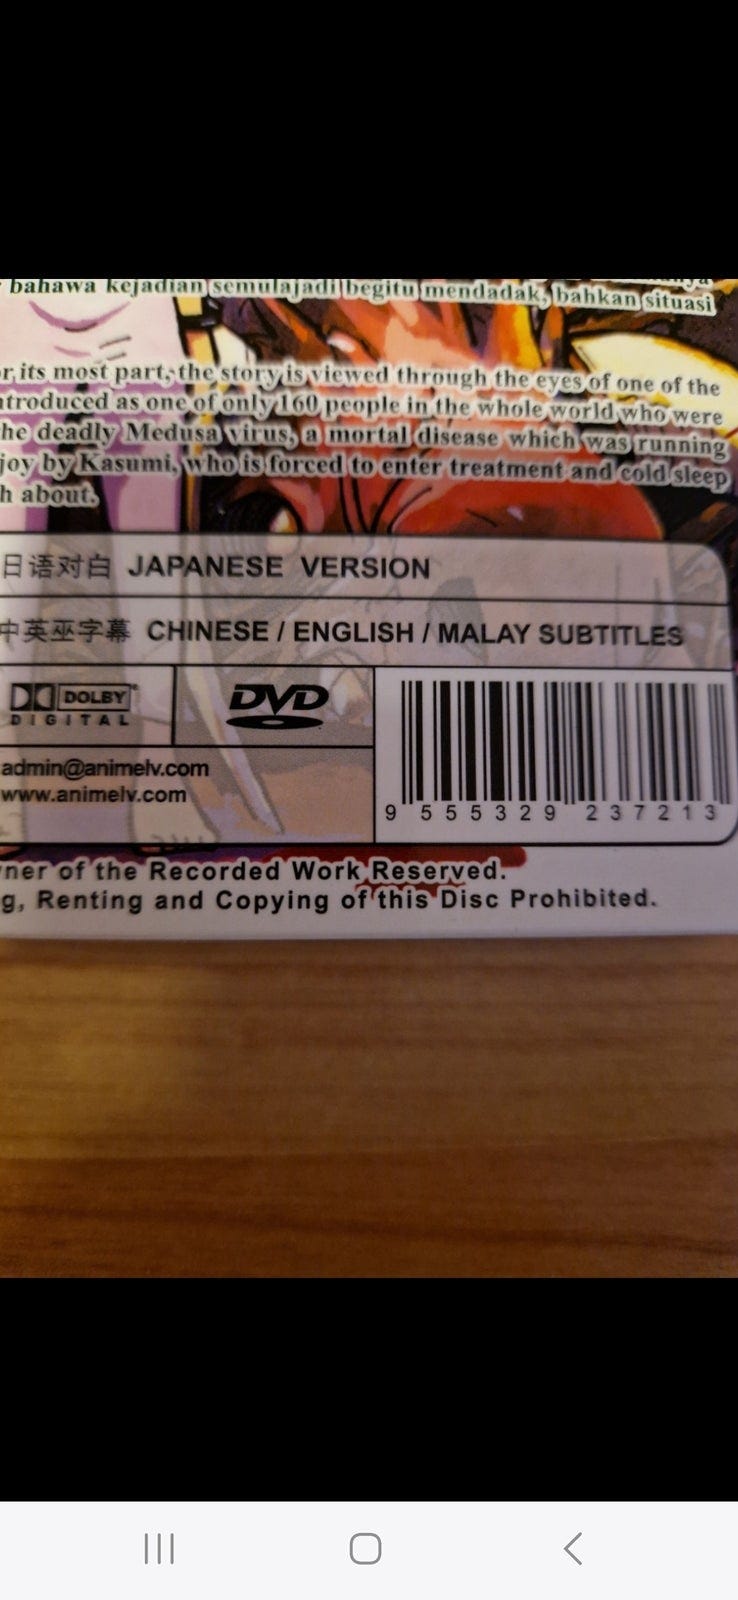 bahawa kejadian semulajadi begitu mendadak, bahkan situasi
r its most part, the story is viewed through the eyes of one of the
troduced as one of only 160 people in the whole world who were
he deadly Medusa virus, a mortal disease which was running
joy by Kasumi, who is forced to enter treatment and cold sleep
h about.
日语对白 JAPANESE VERSION
中英巫字幕 CHINESE / ENGLISH / MALAY SUBTITLES
DOLBY
DIGITAL
DVD
admin@animelv.com
www.animelv.com
9 555329 237213
ner of the Recorded Work Reserved.
g, Renting and Copying of this Disc Prohibited.